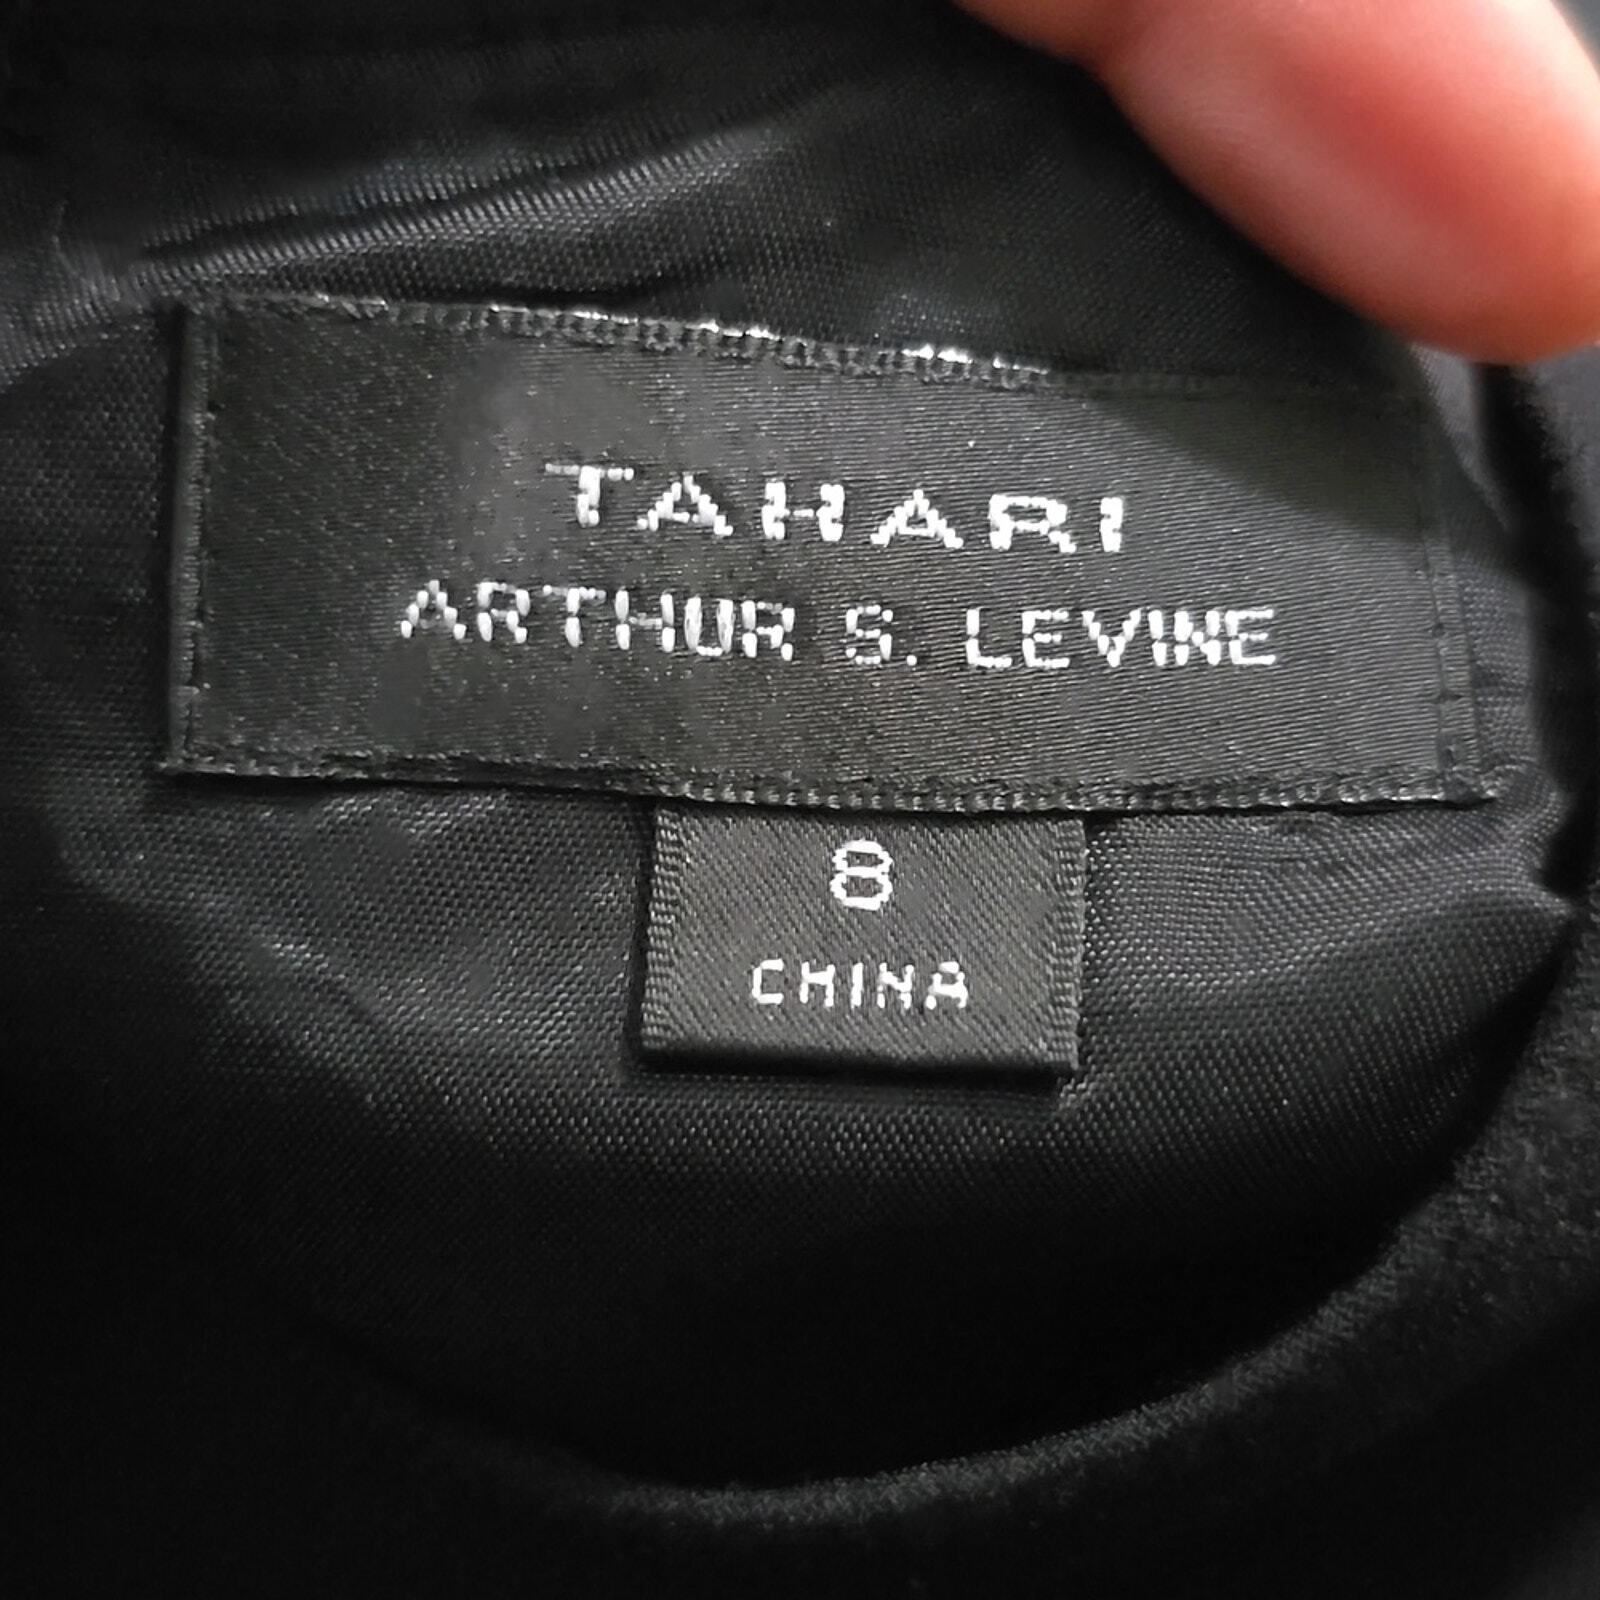 TAHARI
ARTHUR S. LEVINE
8
CHINA